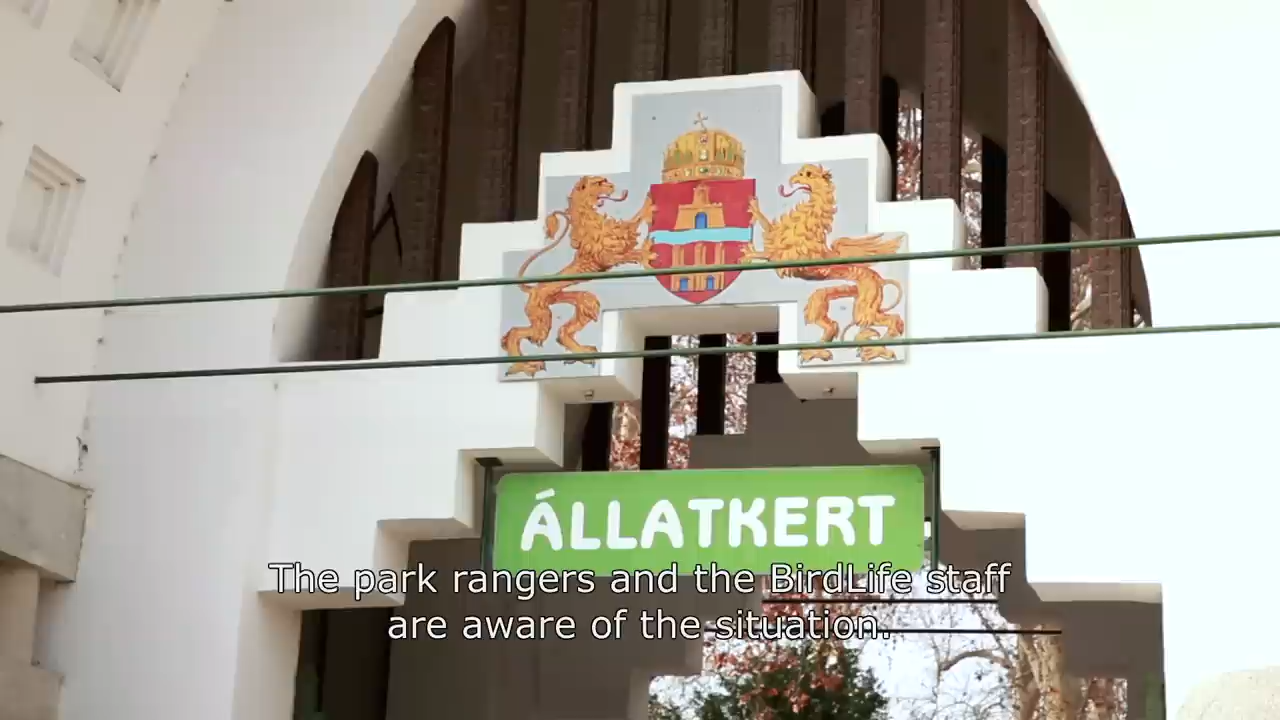 ÁLLATKERT
The park rangers and the BirdLife staff
are aware of the situation.